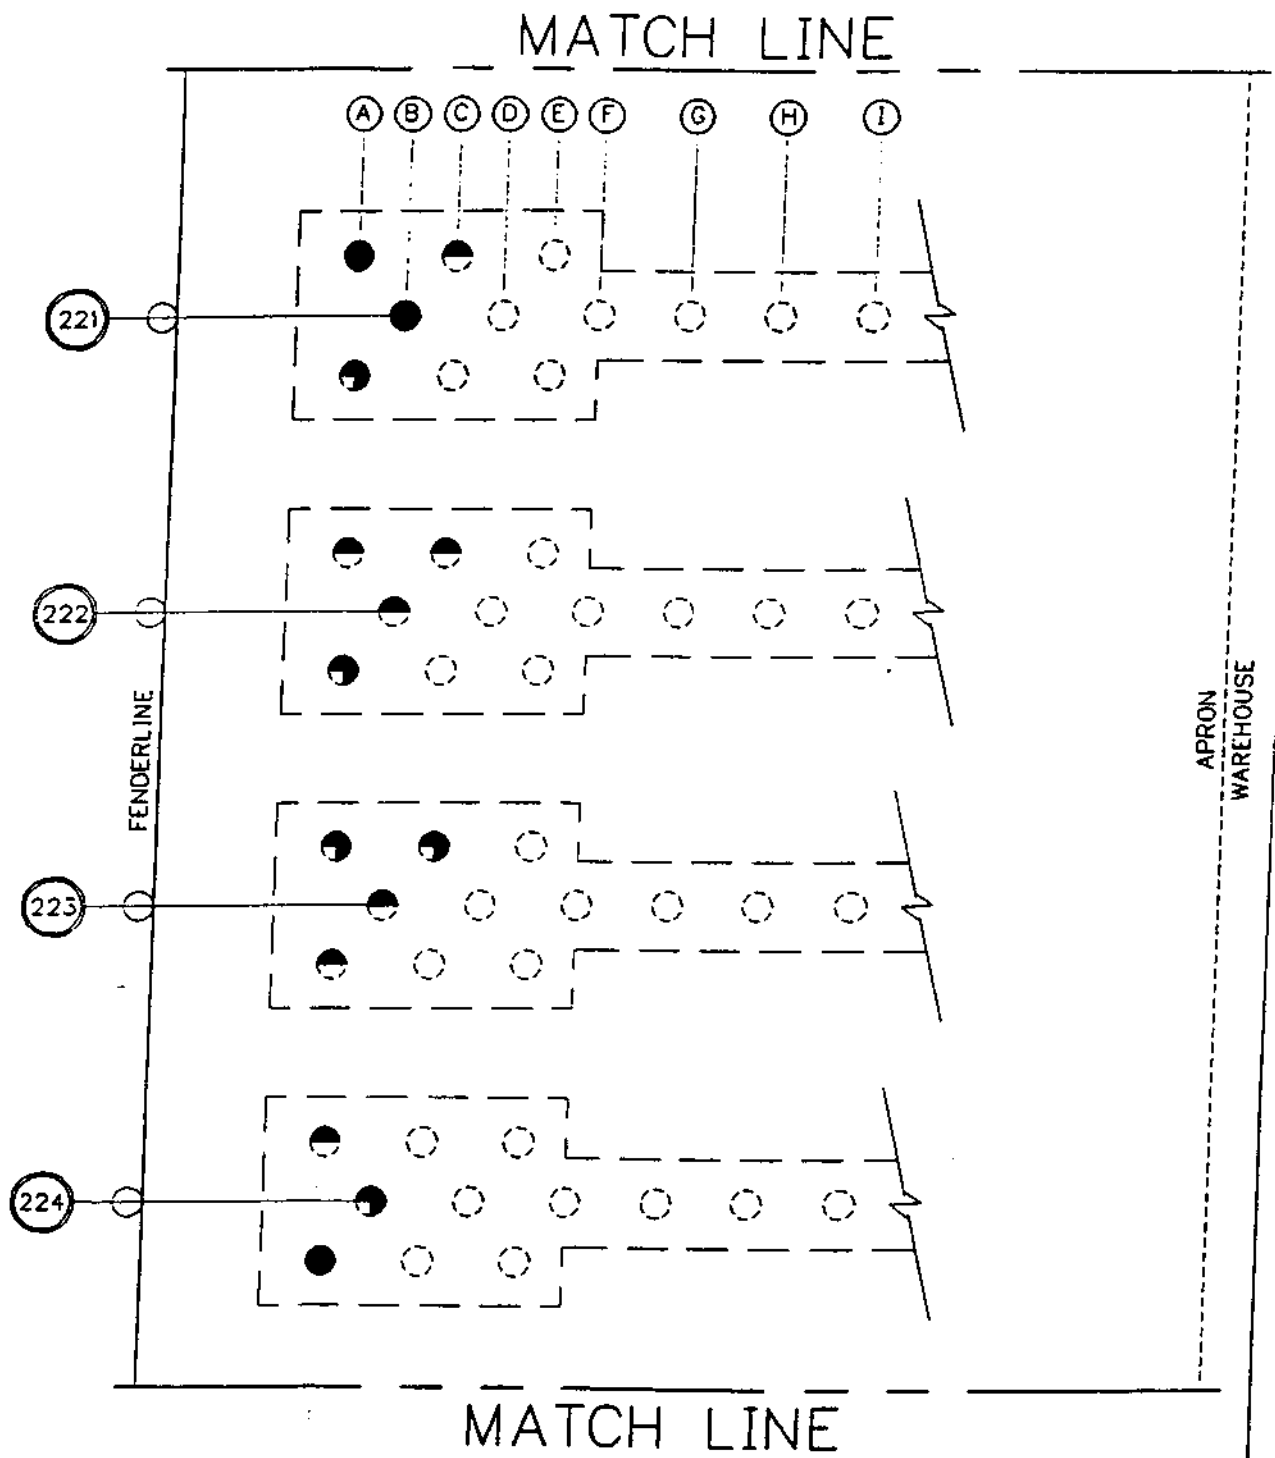 MATCH LINE
A B C D E F G H I
221
222
FENDERLINE
APRON
WAREHOUSE
223
224
MATCH LINE